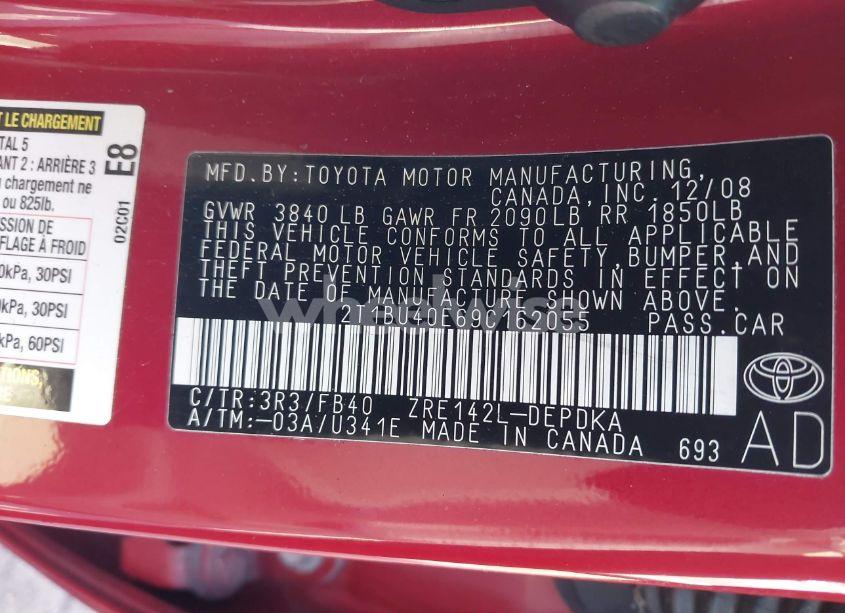 T LE CHARGEMENT
TAL 5
ANT 2 : ARRIÈRE 3
u chargement ne
ou 825lb.
SSION DE
FLAGE À FROID
0kPa, 30PSI
0kPa, 30PSI
kPa, 60PSI
E8
02C01
MFD. BY: TOYOTA MOTOR MANUFACTURING,
CANADA, INC. 12/08
GVWR 3840 LB GAWR FR 2090LB RR 1850LB
THIS VEHICLE CONFORMS TO ALL APPLICABLE
FEDERAL MOTOR VEHICLE SAFETY, BUMPER, AND
THEFT PREVENTION STANDARDS IN EFFECT ON
THE DATE OF MANUFACTURE SHOWN ABOVE.
2T1BU40E69C162055 PASS.CAR
C/TR:3R3/FB40 ZRE142L-DEPDKA
A/TM:-03A/U341E MADE IN CANADA 693
AD